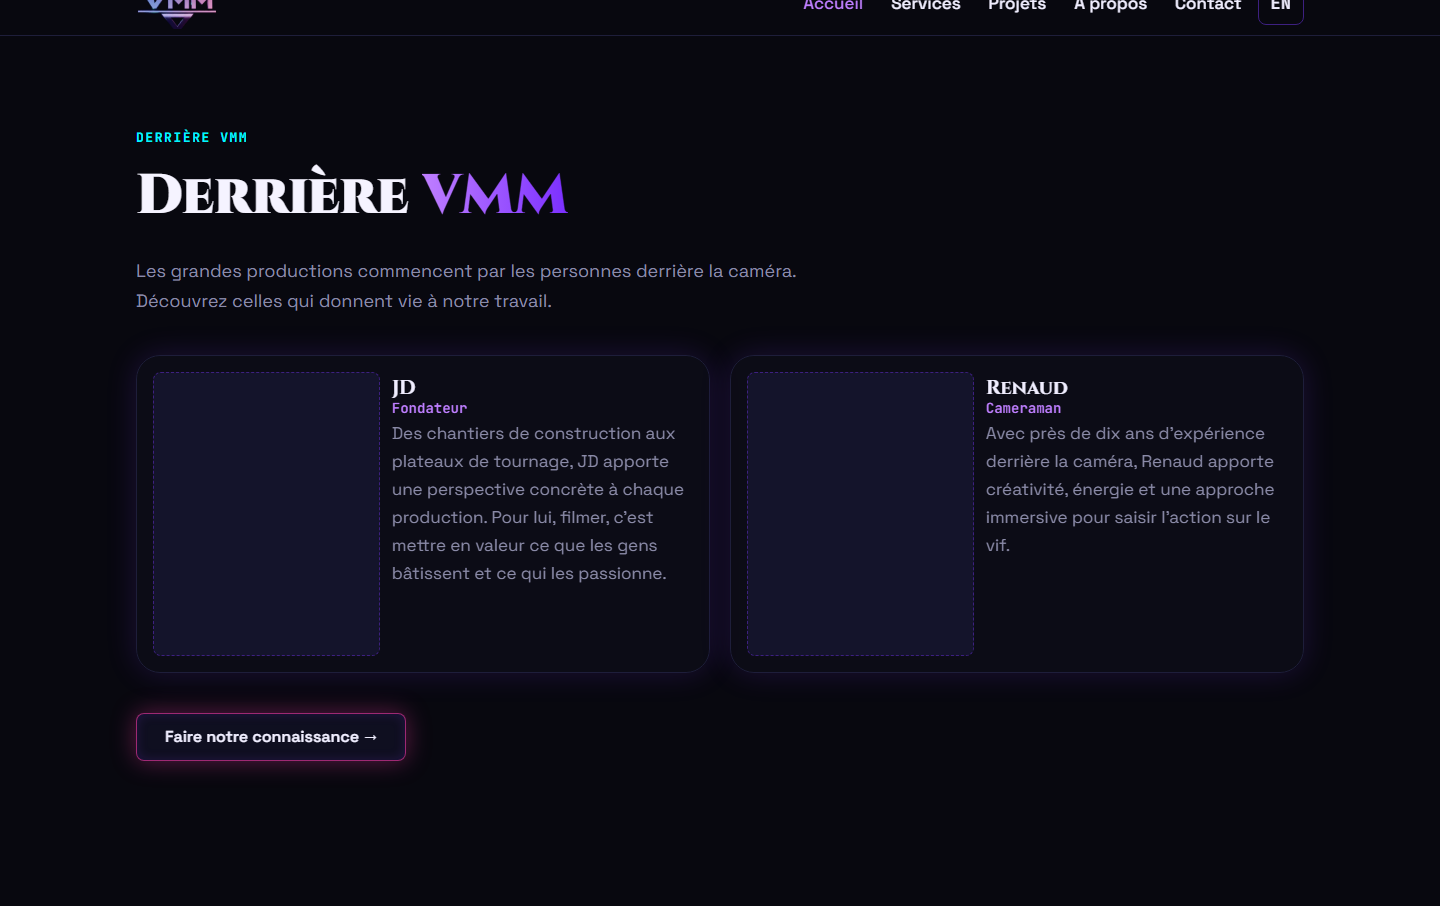 VMM
Accueil Services Projets À propos Contact EN
DERRIÈRE VMM
Derrière VMM
Les grandes productions commencent par les personnes derrière la caméra.
Découvrez celles qui donnent vie à notre travail.
JD
Fondateur
Des chantiers de construction aux
plateaux de tournage, JD apporte
une perspective concrète à chaque
production. Pour lui, filmer, c’est
mettre en valeur ce que les gens
bâtissent et ce qui les passionne.
Renaud
Cameraman
Avec près de dix ans d’expérience
derrière la caméra, Renaud apporte
créativité, énergie et une approche
immersive pour saisir l’action sur le
vif.
Faire notre connaissance →